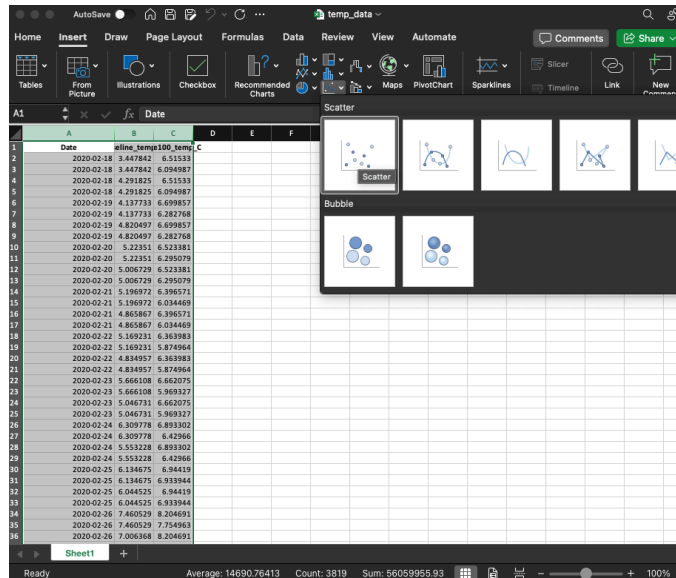 AutoSave
temp_data
Home Insert Draw Page Layout Formulas Data Review View Automate
Comments Share
Tables
From Picture
Illustrations
Checkbox
Recommended Charts
Maps
PivotChart
Sparklines
Slicer
Timeline
Link
New
A1 fx Date
Scatter
Scatter
Bubble
A B C D E F
1 Date
2 2020-02-18 3.447842 6.51533
3 2020-02-18 3.447842 6.094987
4 2020-02-18 4.291825 6.51533
5 2020-02-18 4.291825 6.094987
6 2020-02-19 4.137733 6.699857
7 2020-02-19 4.137733 6.282768
8 2020-02-19 4.820497 6.699857
9 2020-02-19 4.820497 6.282768
10 2020-02-20 5.22351 6.523381
11 2020-02-20 5.22351 6.295079
12 2020-02-20 5.006729 6.523381
13 2020-02-20 5.006729 6.295079
14 2020-02-21 5.196972 6.396571
15 2020-02-21 5.196972 6.034469
16 2020-02-21 4.865867 6.396571
17 2020-02-21 4.865867 6.034469
18 2020-02-22 5.169231 6.363983
19 2020-02-22 5.169231 5.874964
20 2020-02-22 4.834957 6.363983
21 2020-02-22 4.834957 5.874964
22 2020-02-23 5.666108 6.662075
23 2020-02-23 5.666108 5.969327
24 2020-02-23 5.046731 6.662075
25 2020-02-23 5.046731 5.969327
26 2020-02-24 6.309778 6.893302
27 2020-02-24 6.309778 6.42966
28 2020-02-24 5.553228 6.893302
29 2020-02-24 5.553228 6.42966
30 2020-02-25 6.134675 6.94419
31 2020-02-25 6.134675 6.933944
32 2020-02-25 6.044525 6.94419
33 2020-02-25 6.044525 6.933944
34 2020-02-26 7.460529 8.204691
35 2020-02-26 7.460529 7.754963
36 2020-02-26 7.006368 8.204691
Sheet1
Ready Average: 14690.76413 Count: 3819 Sum: 56059955.93 100%